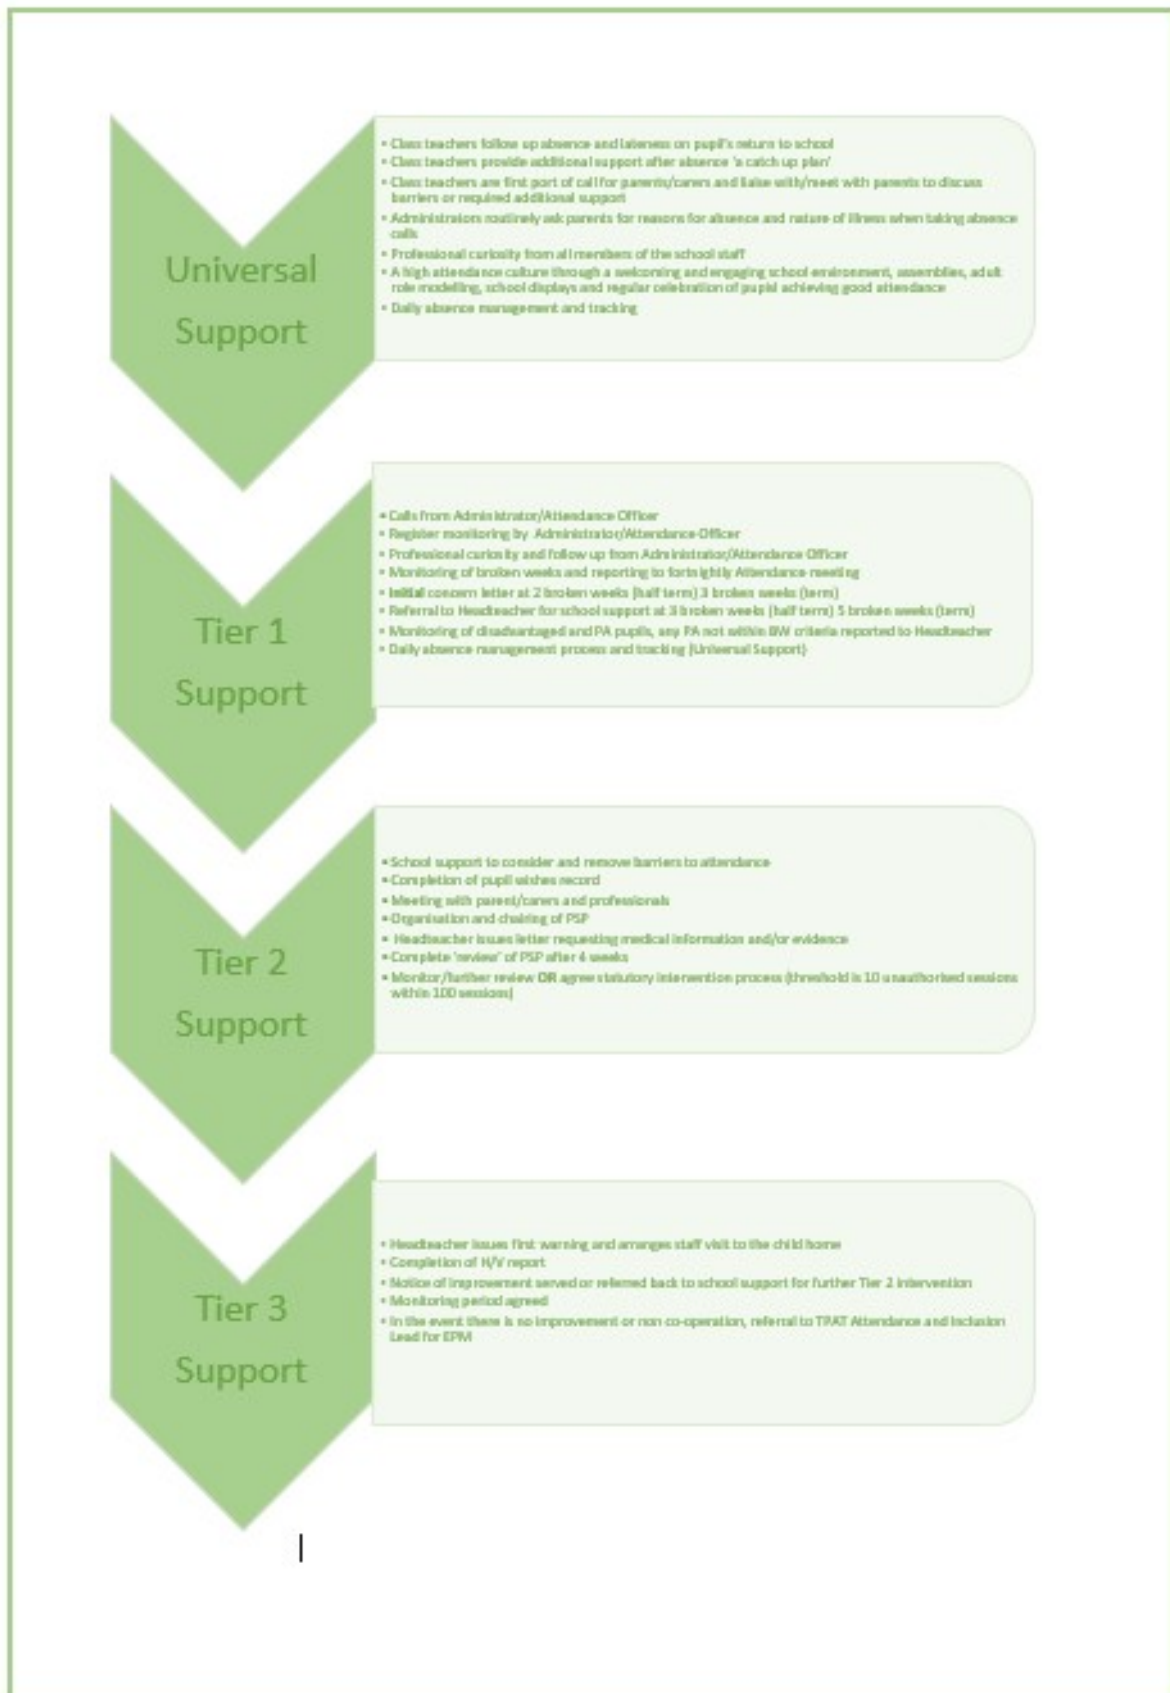 Universal
Support
• Class teachers follow up absence and lateness on pupil's return to school
• Class teachers provide additional support after absence 'a catch up plan'
• Class teachers are first port of call for parents/carers and liaise with/meet with parents to discuss
barriers or required additional support
• Administrators routinely ask parents for reasons for absence and nature of illness when taking absence
calls
• Professional curiosity from all members of the school staff
• A high attendance culture through a welcoming and engaging school environment, assemblies, adult
role modelling, school displays and regular celebration of pupisl achieving good attendance
• Daily absence management and tracking
Tier 1
Support
• Calls from Administrator/Attendance Officer
• Register monitoring by Administrator/Attendance Officer
• Professional curiosity and follow up from Administrator/Attendance Officer
• Monitoring of broken weeks and reporting to fortnightly Attendance meeting
• Initial concern letter at 2 broken weeks (half term) 3 broken weeks (term)
• Referral to Headteacher for school support at 3 broken weeks (half term) 5 broken weeks (term)
• Monitoring of disadvantaged and PA pupils, any PA not within BW criteria reported to Headteacher
• Daily absence management process and tracking (Universal Support)
Tier 2
Support
• School support to consider and remove barriers to attendance
• Completion of pupil wishes record
• Meeting with parent/carers and professionals
• Organisation and chairing of PSP
• Headteacher issues letter requesting medical information and/or evidence
• Complete 'review' of PSP after 4 weeks
• Monitor/further review OR agree statutory intervention process (threshold is 10 unauthorised sessions
within 100 sessions)
Tier 3
Support
• Headteacher issues first warning and arranges staff visit to the child home
• Completion of H/V report
• Notice of improvement served or referred back to school support for further Tier 2 intervention
• Monitoring period agreed
• In the event there is no improvement or non co-operation, referral to TPAT Attendance and Inclusion
Lead for EPM